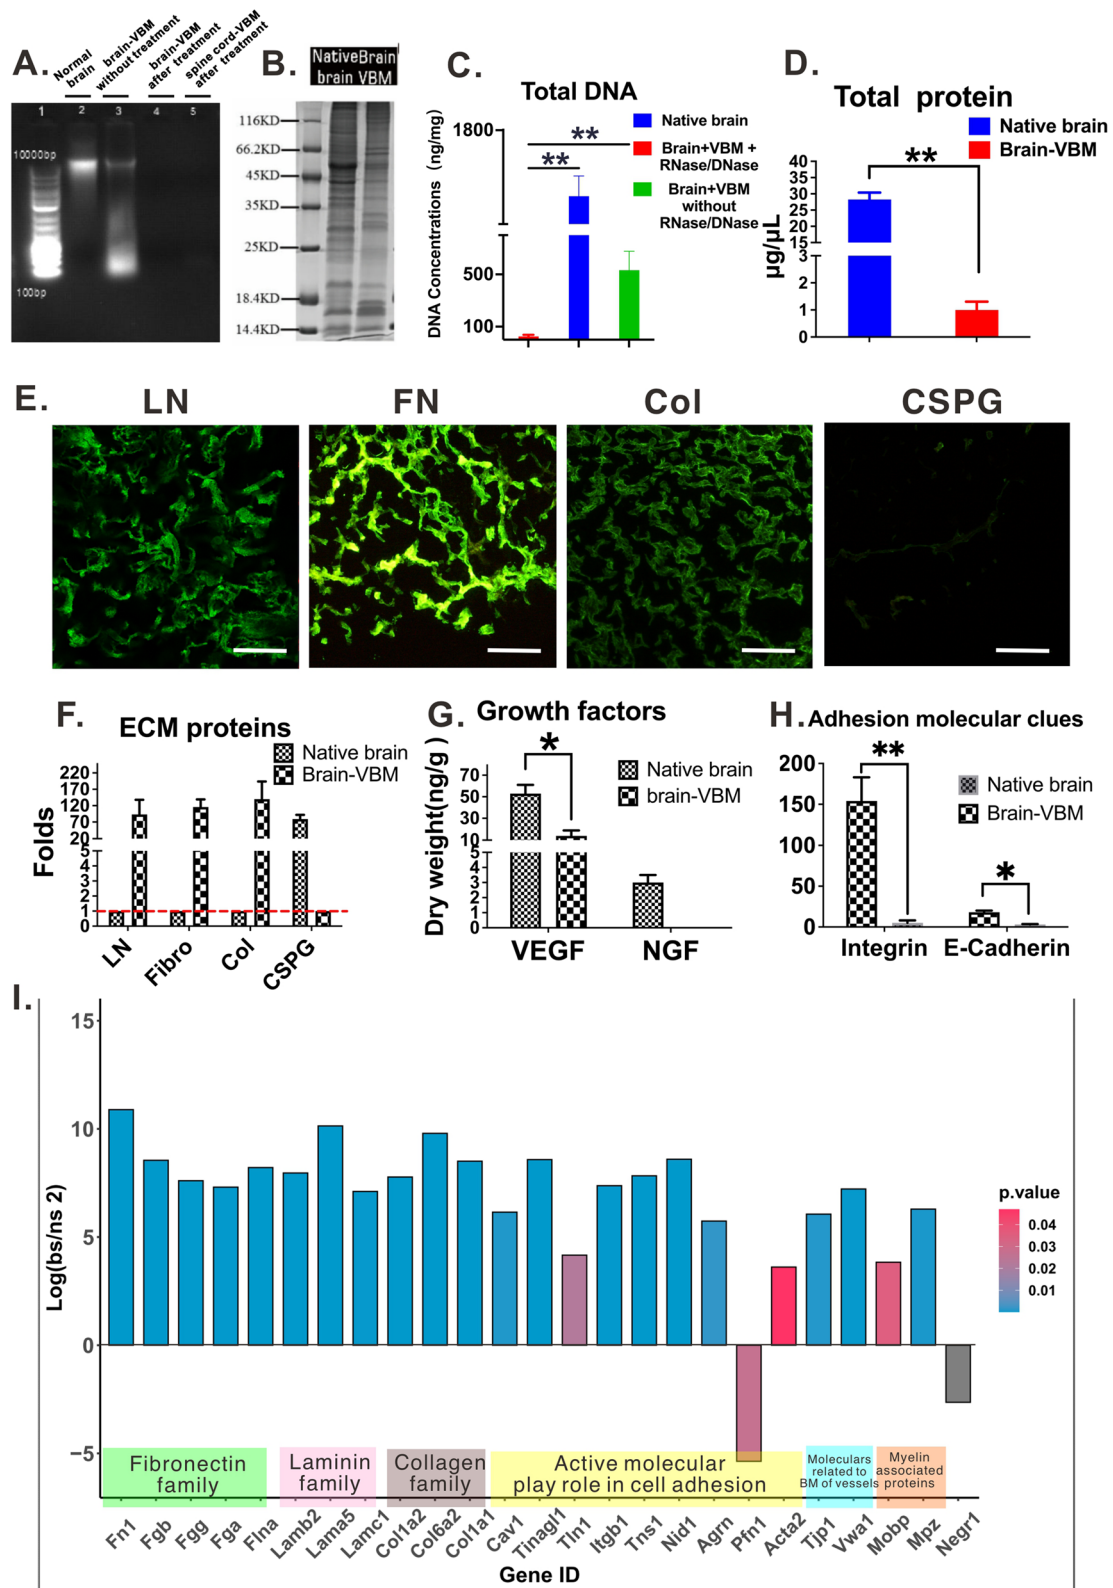 A.
Normal
brain
brain-VBM
without treatment
brain-VBM
after treatment
spine cord-VBM
after treatment
1 2 3 4 5
10000bp
100bp
B.
NativeBrain
brain VBM
116KD
66.2KD
45KD
35KD
25KD
18.4KD
14.4KD
C.
Total DNA
DNA Concentrations (ng/mg)
1800
500
100
**
**
Native brain
Brain+VBM +
RNase/DNase
Brain+VBM
without
RNase/DNase
D.
Total protein
Native brain
Brain-VBM
µg/µL
40
35
30
25
20
15
3
2
1
0
**
E.
LN
FN
Col
CSPG
F.
ECM proteins
Native brain
Brain-VBM
Folds
220
170
120
70
20
5
4
3
2
1
0
LN
Fibro
Col
CSPG
G.
Growth factors
Dry weight(ng/g )
70
50
30
10
5
4
3
2
1
0
*
Native brain
brain-VBM
VEGF
NGF
H.
Adhesion molecular clues
200
150
100
50
0
**
*
Native brain
Brain-VBM
Integrin
E-Cadherin
I.
Log(bs/ns 2)
15
10
5
0
−5
p.value
0.04
0.03
0.02
0.01
Fibronectin
family
Laminin
family
Collagen
family
Active molecular
play role in cell adhesion
Moleculars
related to
BM of vessels
Myelin
associated
proteins
Fn1
Fgb
Fgg
Fga
Flna
Lamb2
Lama5
Lamc1
Col1a2
Col6a2
Col1a1
Cav1
Tinagl1
Tln1
Itgb1
Tns1
Nid1
Agrn
Pfn1
Acta2
Tjp1
Vwa1
Mobp
Mpz
Negr1
Gene ID